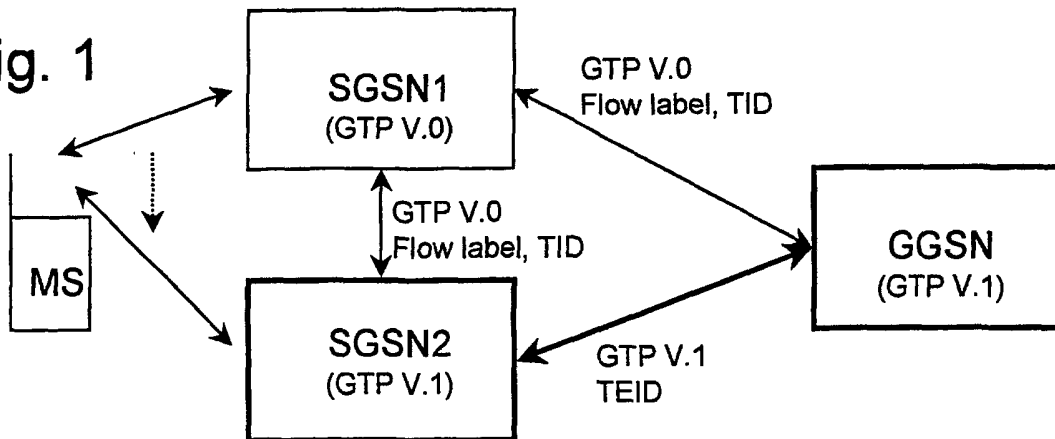 ig. 1
SGSN1
(GTP V.0)
GTP V.0
Flow label, TID
GTP V.0
Flow label, TID
MS
GGSN
(GTP V.1)
SGSN2
(GTP V.1)
GTP V.1
TEID